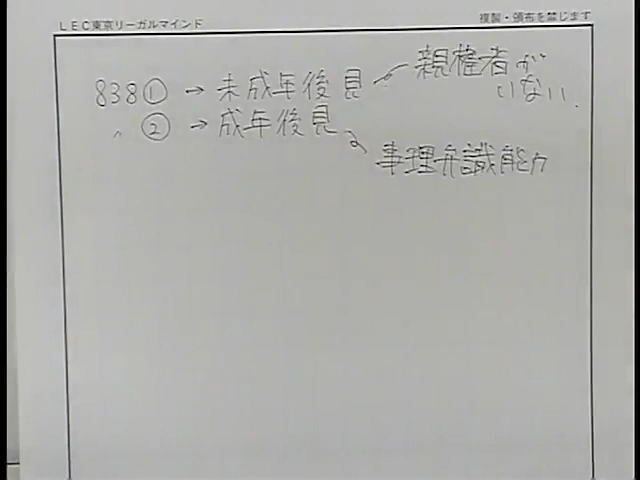 LEC東京リーガルマインド
複製・頒布を禁じます
838① → 未成年後見 ← 親権者がいない.
〃 ② → 成年後見
事理弁識能力